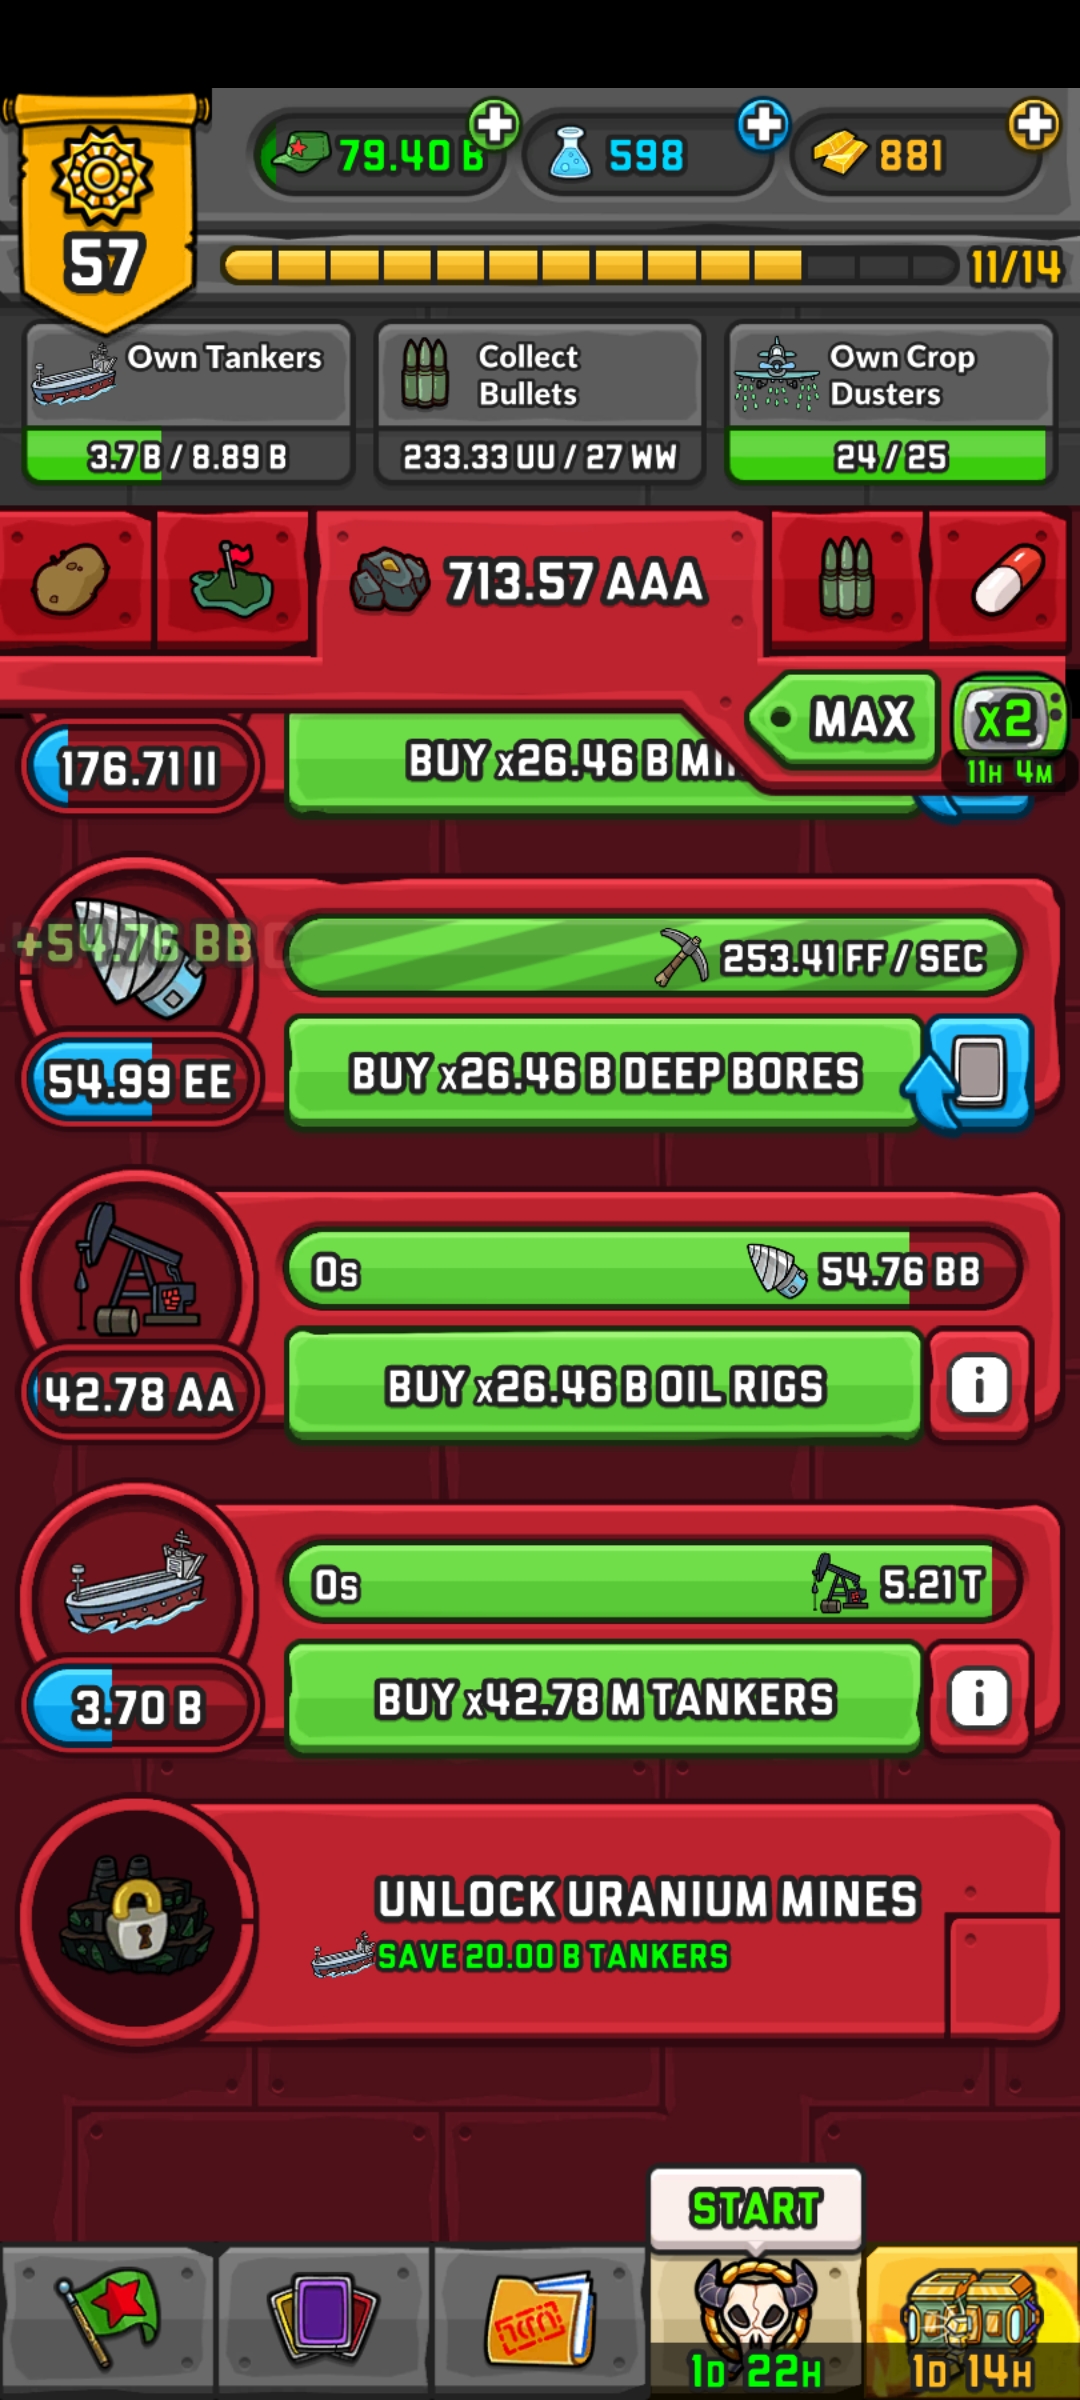 79.40 B
598
881
57
11/14
Own Tankers
3.7 B / 8.89 B
Collect
Bullets
233.33 UU / 27 WW
Own Crop
Dusters
24 / 25
713.57 AAA
MAX
x2
11H 4M
176.71 II
BUY x26.46 B
+54.76 BB
253.41 FF / SEC
54.99 EE
BUY x26.46 B DEEP BORES
0s
54.76 BB
42.78 AA
BUY x26.46 B OIL RIGS
i
0s
5.21 T
3.70 B
BUY x42.78 M TANKERS
i
UNLOCK URANIUM MINES
SAVE 20.00 B TANKERS
START
1D 22H
1D 14H